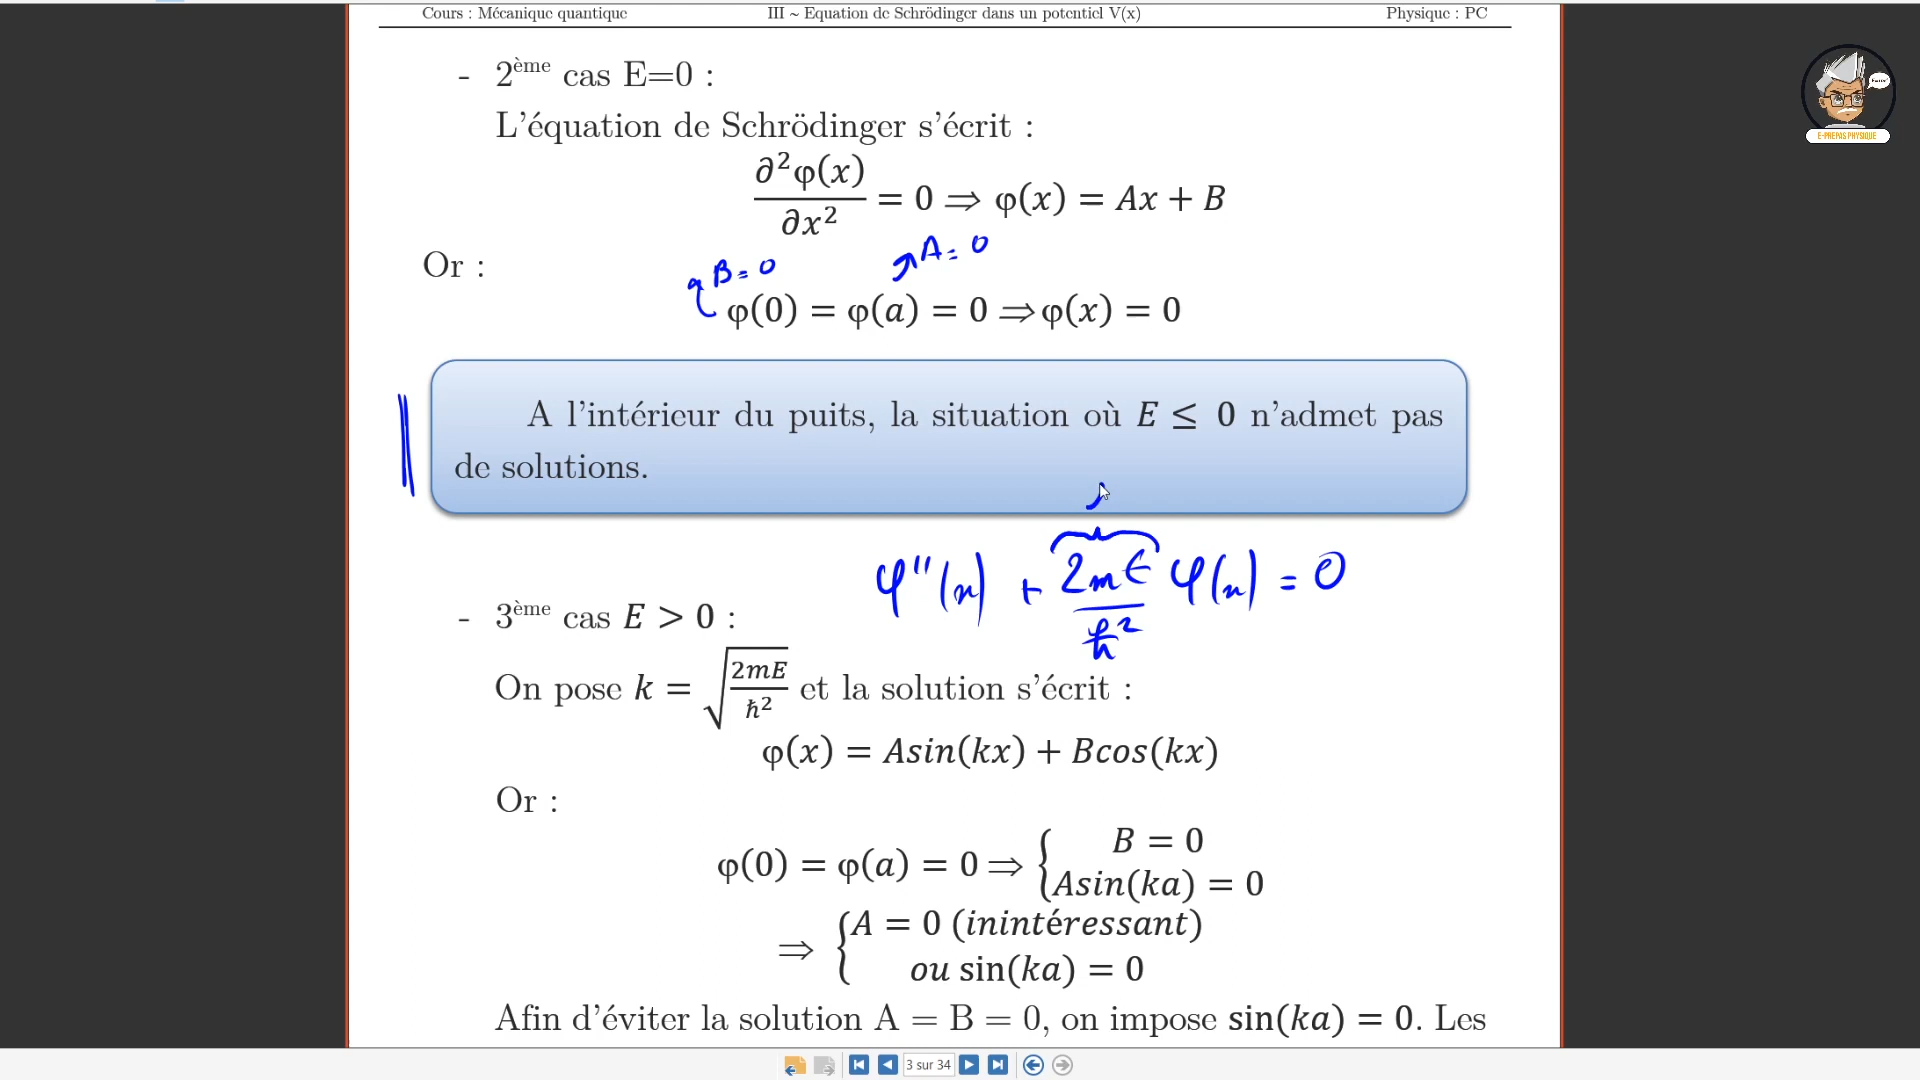 Cours : Mécanique quantique III ~ Equation de Schrödinger dans un potentiel V(x) Physique : PC
E-PREPAS PHYSIQUE
- 2ème cas E=0 :
L'équation de Schrödinger s'écrit :
∂²φ(x)/∂x² = 0 ⟹ φ(x) = Ax + B
Or :
B = 0 A = 0
φ(0) = φ(a) = 0 ⟹ φ(x) = 0
A l'intérieur du puits, la situation où E ≤ 0 n'admet pas
de solutions.
φ''(x) + 2mE/ħ² φ(x) = 0
- 3ème cas E > 0 :
On pose k = √(2mE/ħ²) et la solution s'écrit :
φ(x) = Asin(kx) + Bcos(kx)
Or :
φ(0) = φ(a) = 0 ⟹ { B = 0
Asin(ka) = 0
⟹ { A = 0 (inintéressant)
ou sin(ka) = 0
Afin d'éviter la solution A = B = 0, on impose sin(ka) = 0. Les
3 sur 34